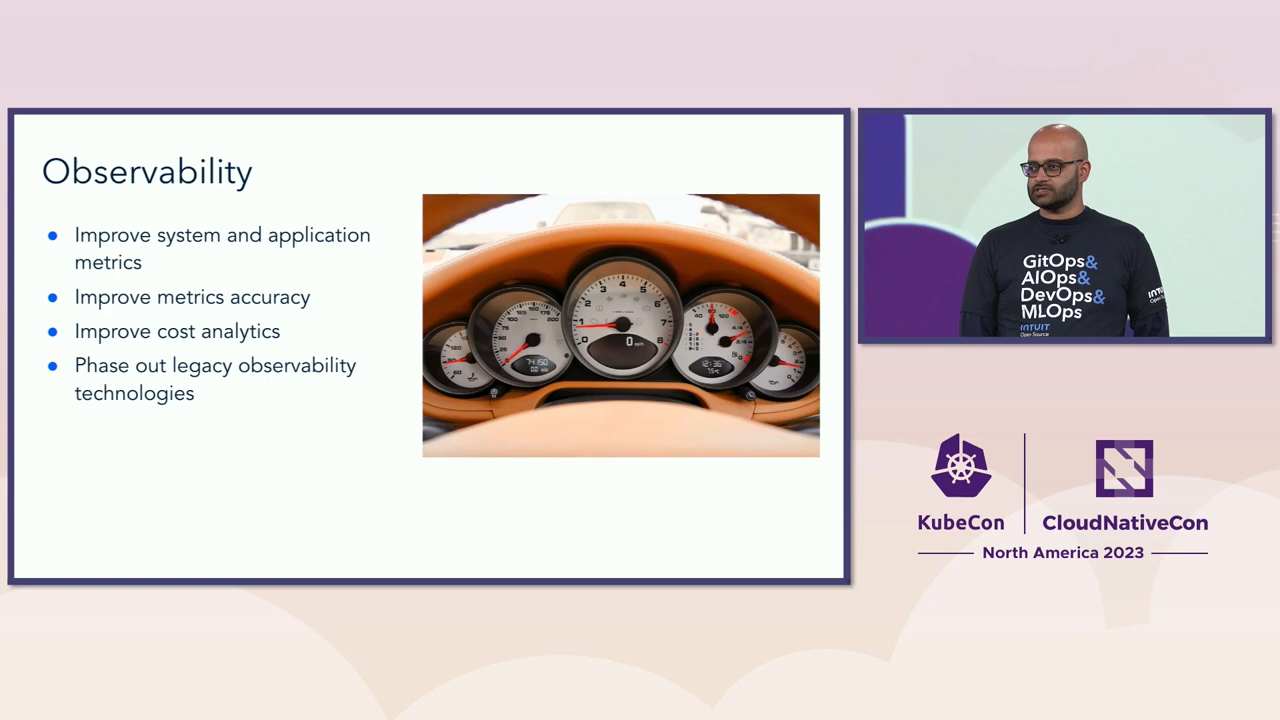 Observability
Improve system and application
metrics
Improve metrics accuracy
Improve cost analytics
Phase out legacy observability
technologies
GitOps&
AIOps&
DevOps&
MLOps
INTUIT
Open Source
KubeCon
CloudNativeCon
North America 2023